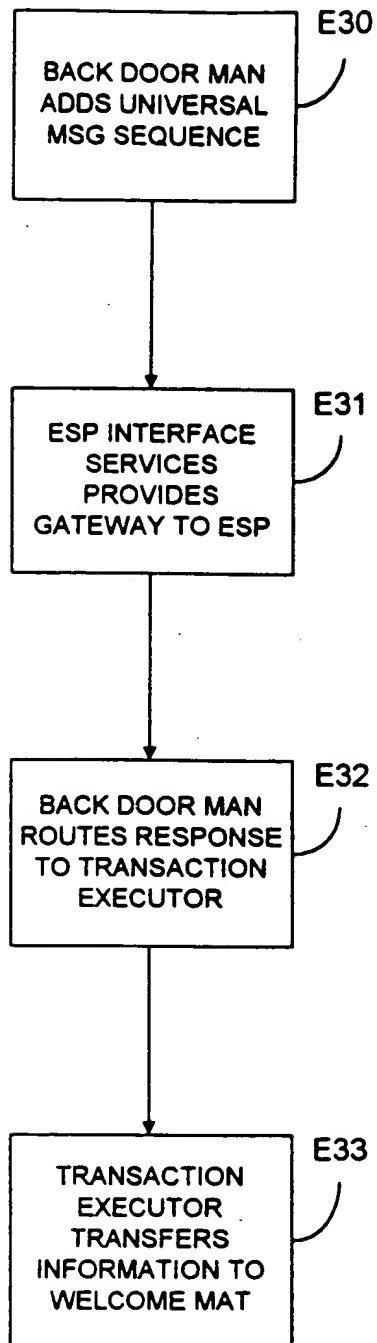 E30
BACK DOOR MAN
ADDS UNIVERSAL
MSG SEQUENCE
E31
ESP INTERFACE
SERVICES
PROVIDES
GATEWAY TO ESP
E32
BACK DOOR MAN
ROUTES RESPONSE
TO TRANSACTION
EXECUTOR
E33
TRANSACTION
EXECUTOR
TRANSFERS
INFORMATION TO
WELCOME MAT